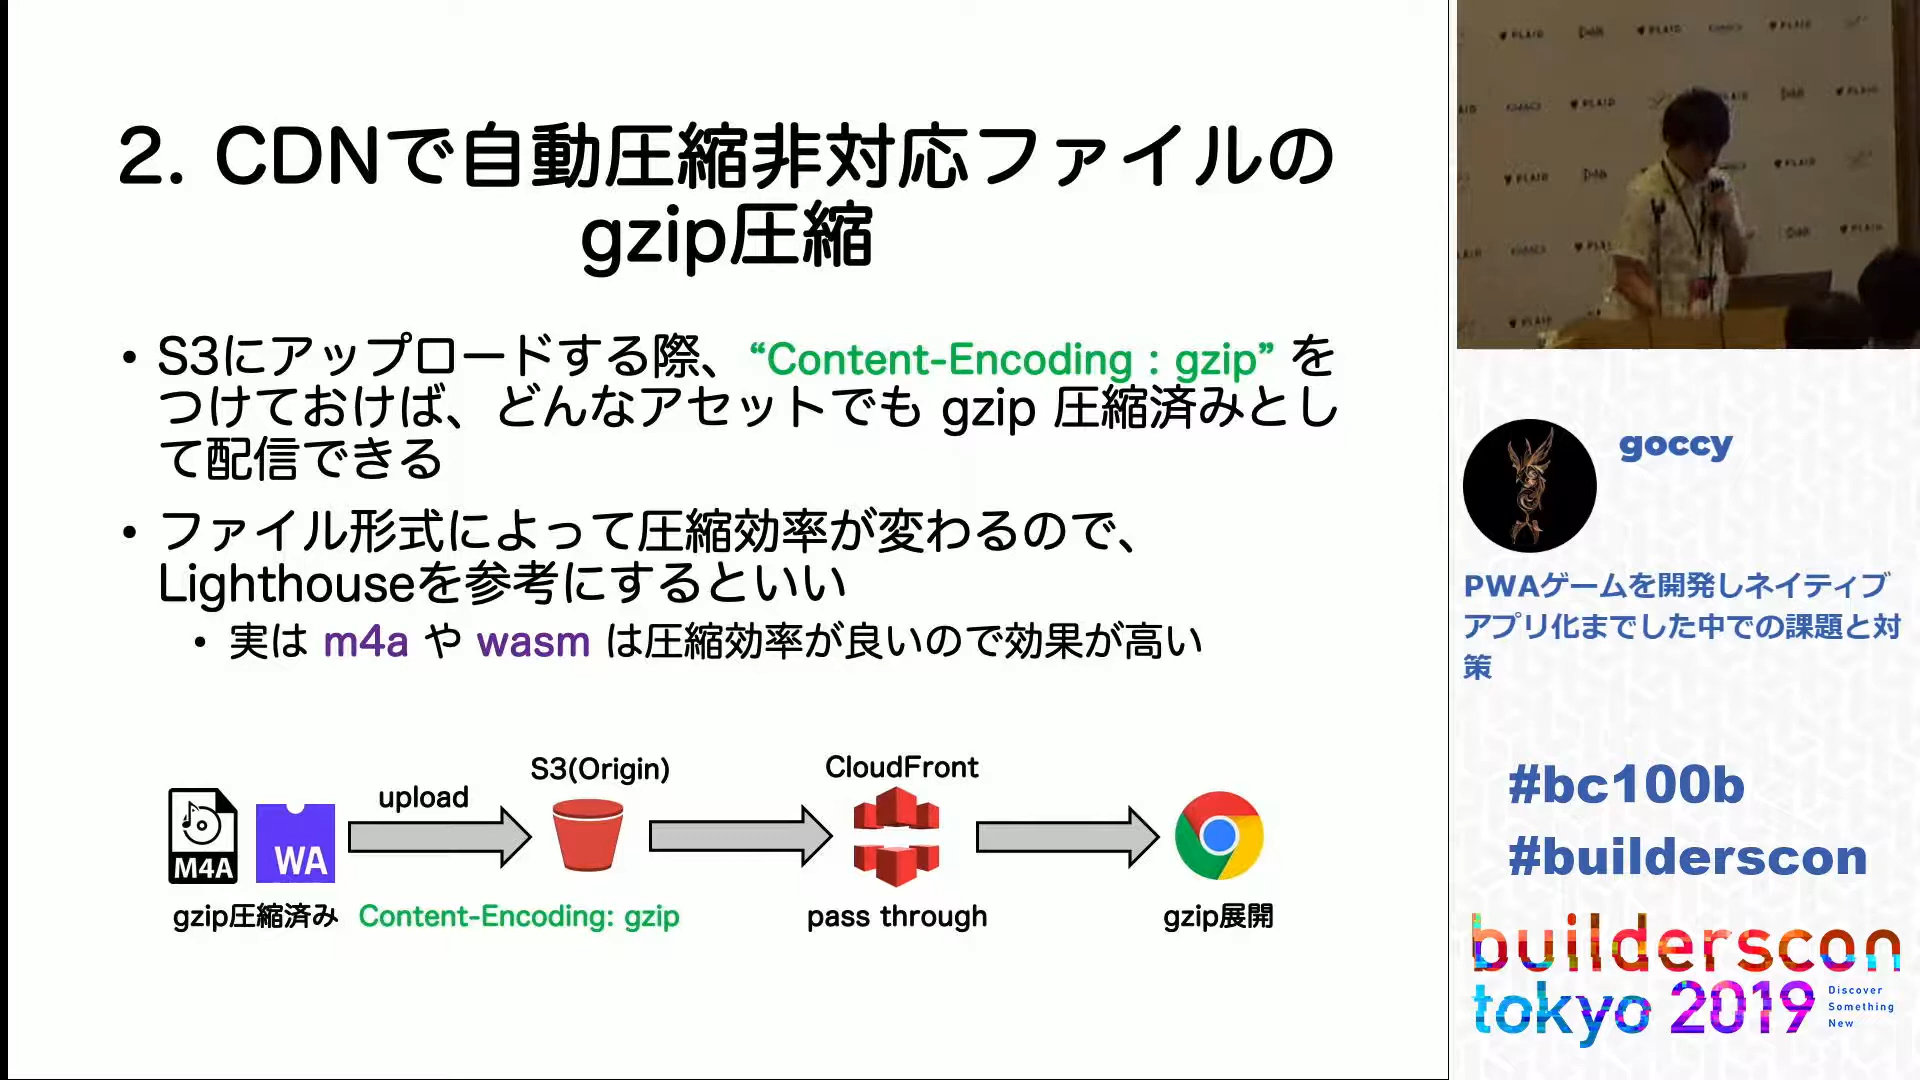 2. CDNで自動圧縮非対応ファイルの
gzip圧縮
• S3にアップロードする際、“Content-Encoding : gzip” を
つけておけば、どんなアセットでも gzip 圧縮済みとし
て配信できる
• ファイル形式によって圧縮効率が変わるので、
Lighthouseを参考にするといい
• 実は m4a や wasm は圧縮効率が良いので効果が高い
M4A
WA
upload
S3(Origin)
CloudFront
gzip圧縮済み
Content-Encoding: gzip
pass through
gzip展開
PLAID
PLAID
PLAID
PLAID
PLAID
PLAID
PLAID
goccy
PWAゲームを開発しネイティブ
アプリ化までした中での課題と対
策
#bc100b
#builderscon
builderscon
tokyo 2019
Discover
Something
New